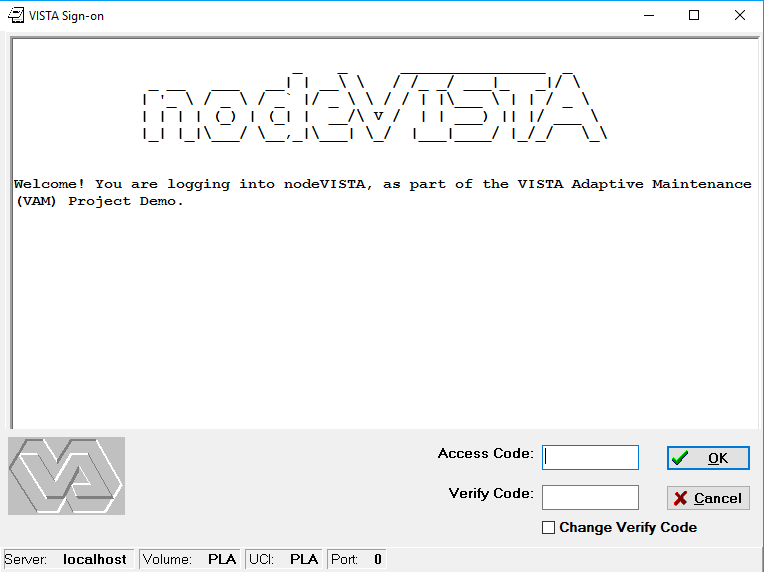 VISTA Sign-on
nodeVISTA
Welcome! You are logging into nodeVISTA, as part of the VISTA Adaptive Maintenance
(VAM) Project Demo.
VA
Access Code:
OK
Verify Code:
Cancel
Change Verify Code
Server: localhost Volume: PLA UCI: PLA Port: 0